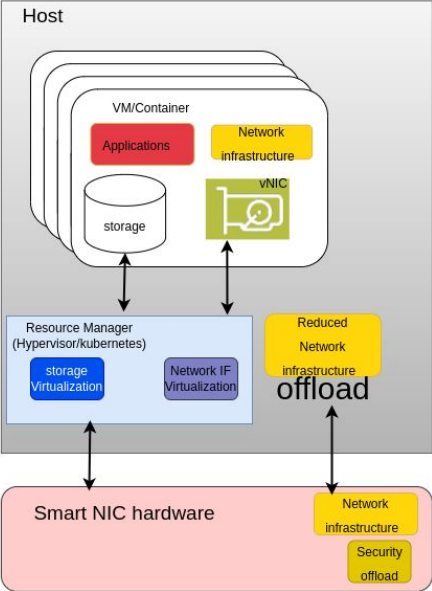 Host
VM/Container
Applications
Network
infrastructure
storage
vNIC
Resource Manager
(Hypervisor/kubernetes)
storage
Virtualization
Network IF
Virtualization
Reduced
Network
infrastructure
offload
Smart NIC hardware
Network
infrastructure
Security
offload